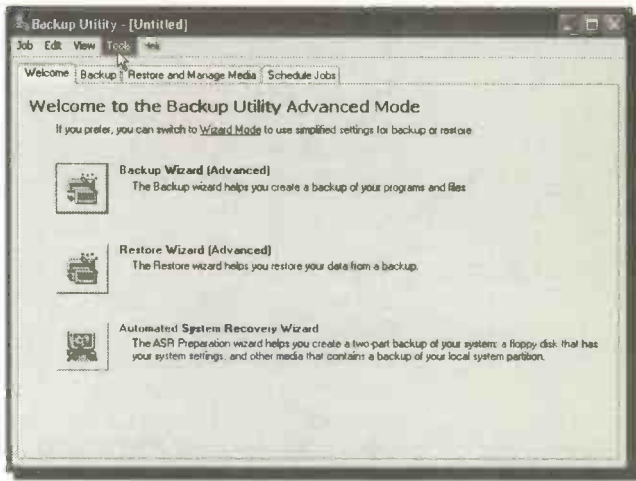 Backup Utility - [Untitled]
Job Edit View Tools
Welcome Backup Restore and Manage Media Schedule Jobs
Welcome to the Backup Utility Advanced Mode
If you prefer, you can switch to Wizard Mode to use simplified settings for backup or restore
Backup Wizard (Advanced)
The Backup wizard helps you create a backup of your programs and files
Restore Wizard (Advanced)
The Restore wizard helps you restore your data from a backup.
Automated System Recovery Wizard
The ASR Preparation wizard helps you create a two-part backup of your system: a floppy disk that has
your system settings, and other media that contains a backup of your local system partition.